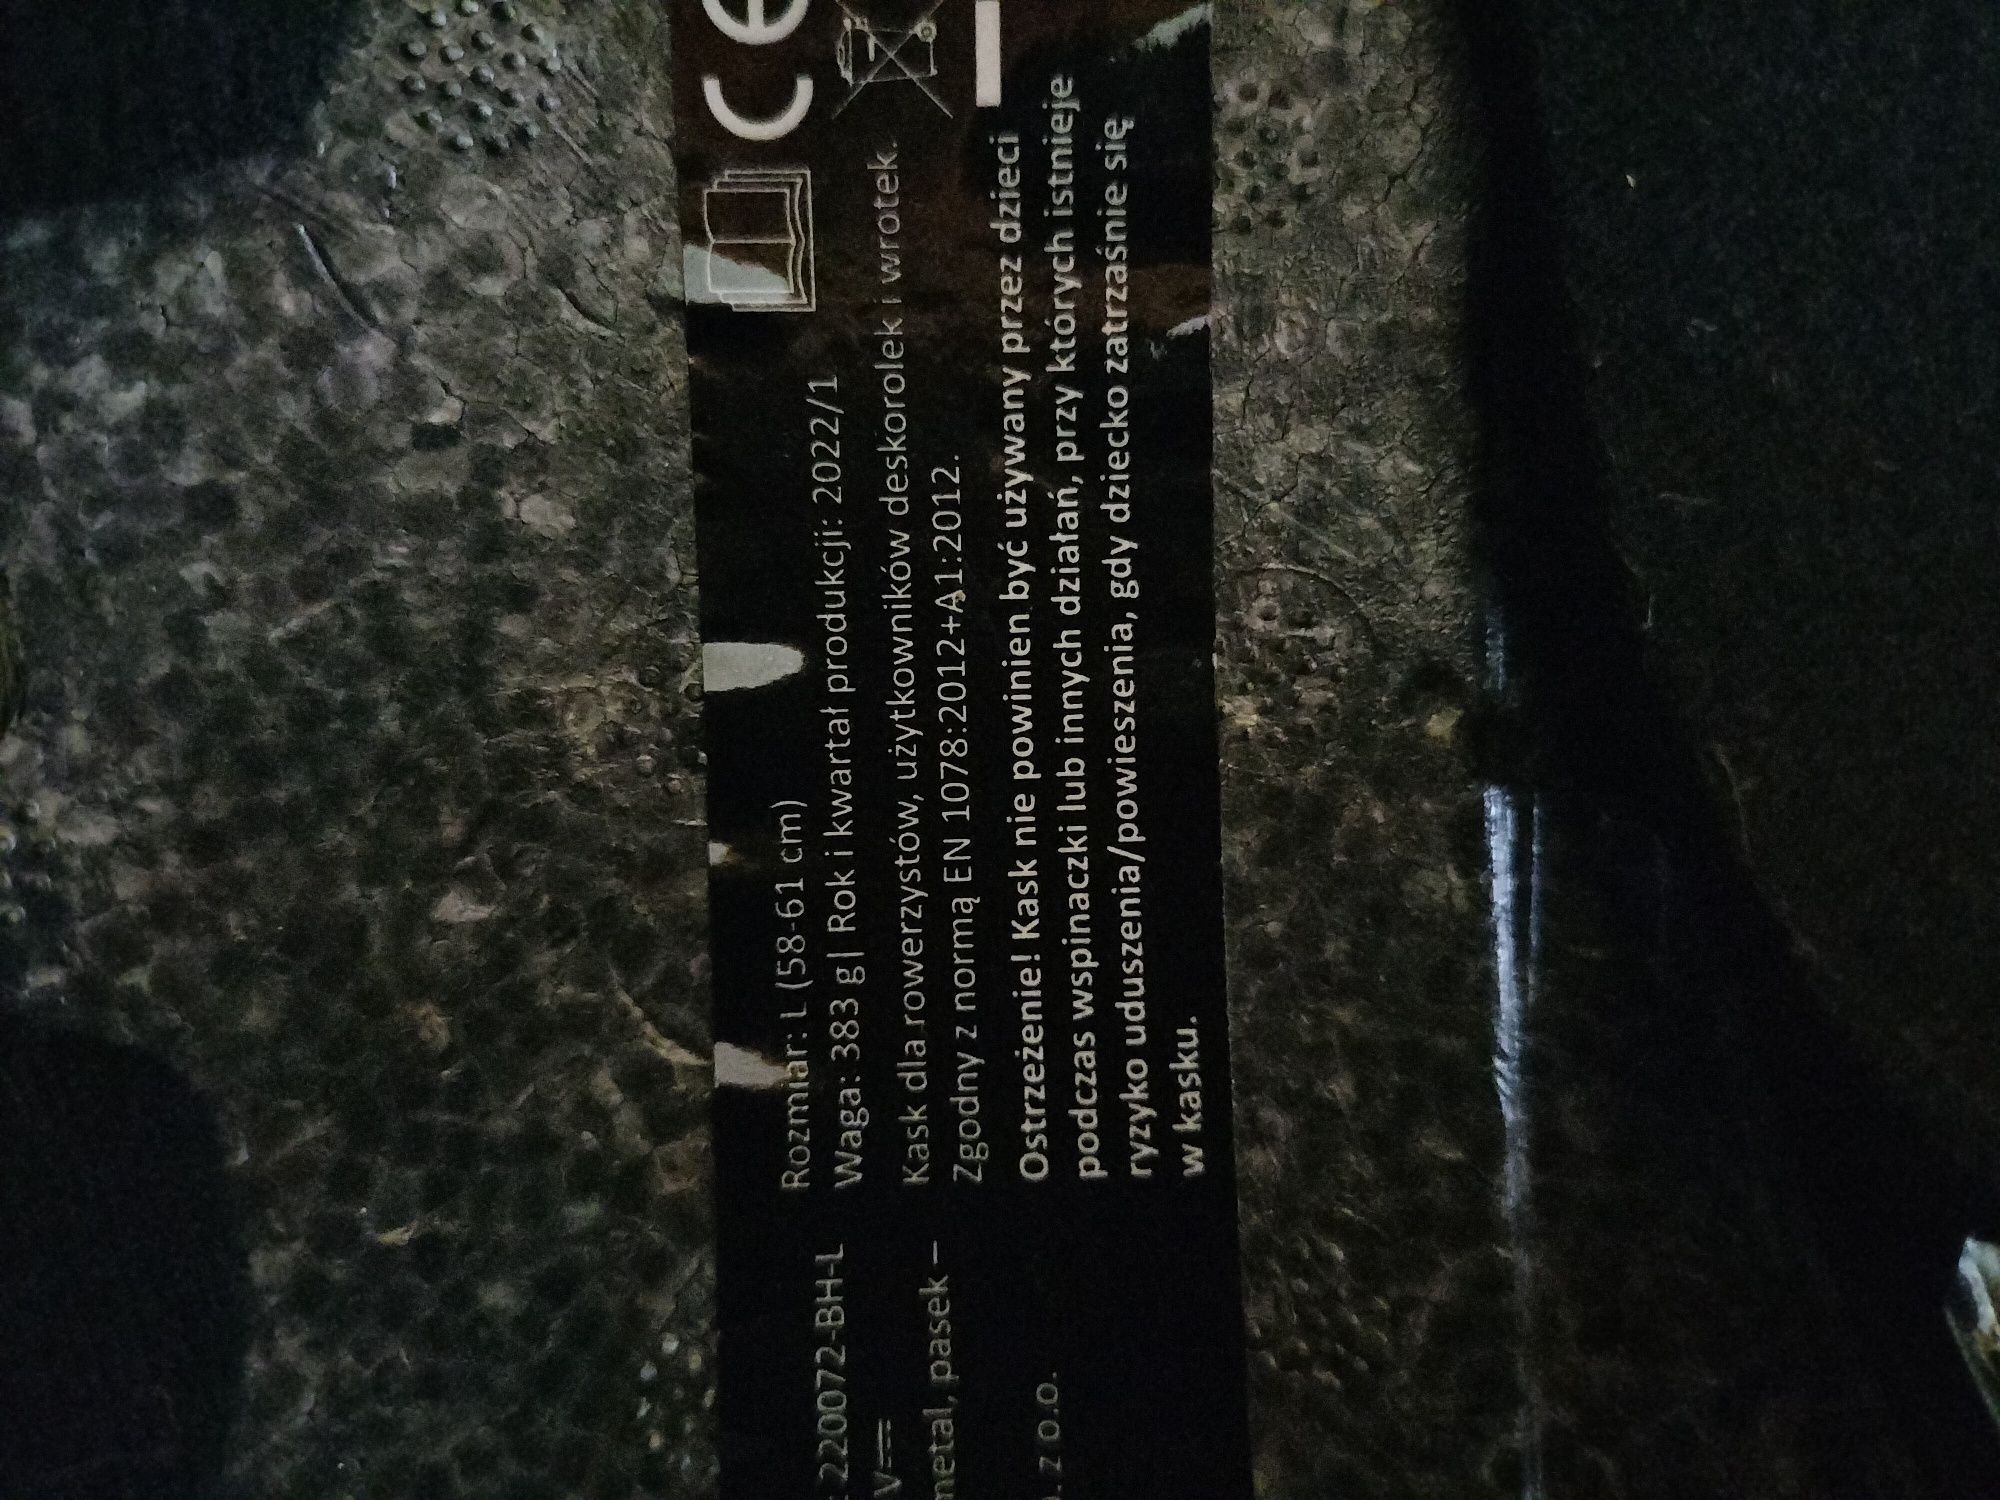 CE
Rozmiar: L (58-61 cm)
Waga: 383 g| Rok i kwartał produkcji: 2022/1
Kask dla rowerzystów, użytkowników deskorolek i wrotek.
Zgodny z normą EN 1078:2012+A1:2012.
Ostrzeżenie! Kask nie powinien być używany przez dzieci
podczas wspinaczki lub innych działań, przy których istnieje
ryzyko uduszenia/powieszenia, gdy dziecko zatrzaśnie się
w kasku.
: 220072-BH-L
V
metal, pasek –
z o.o.